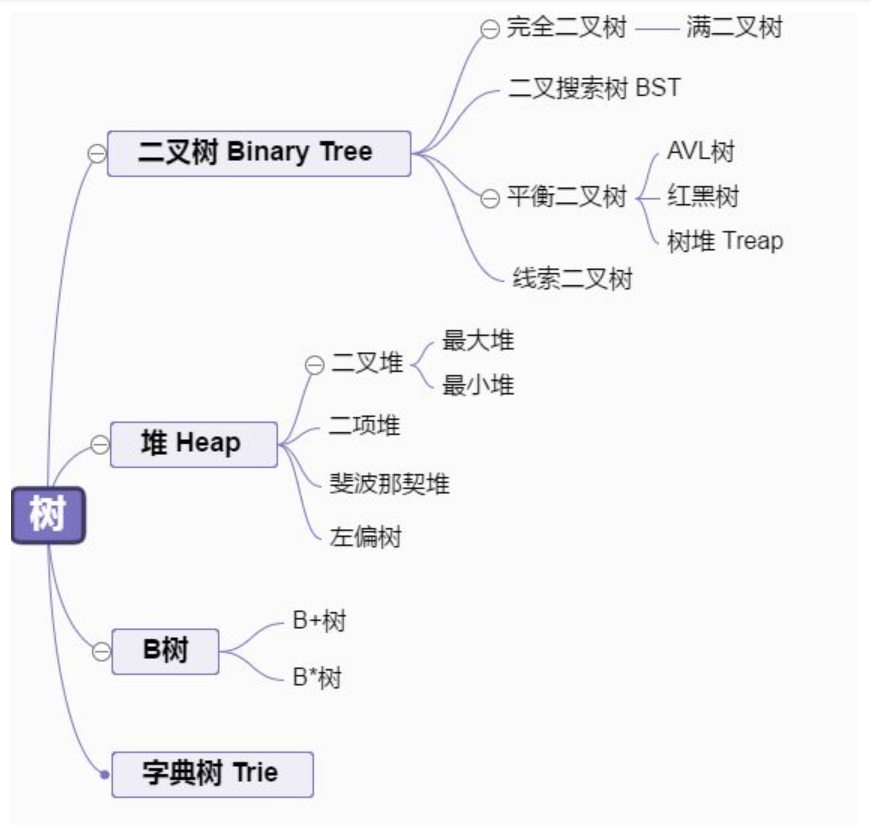 完全二叉树
满二叉树
二叉搜索树 BST
二叉树 Binary Tree
AVL树
平衡二叉树
红黑树
树堆 Treap
线索二叉树
最大堆
二叉堆
最小堆
二项堆
堆 Heap
斐波那契堆
树
左偏树
B+树
B树
B*树
字典树 Trie